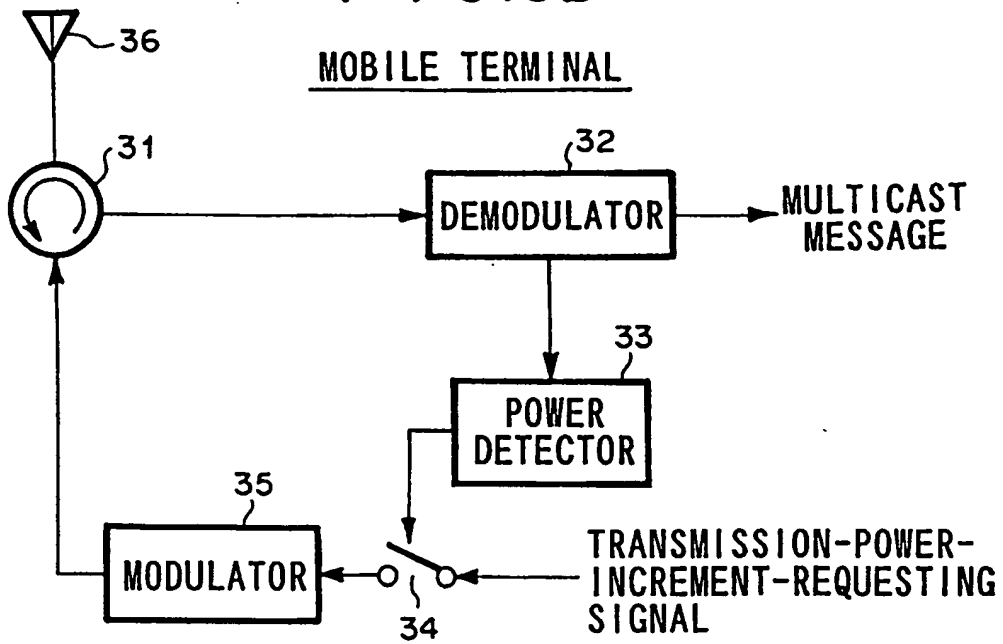 36
MOBILE TERMINAL
31
32
DEMODULATOR
MULTICAST
MESSAGE
33
POWER
DETECTOR
35
MODULATOR
34
TRANSMISSION-POWER-
INCREMENT-REQUESTING
SIGNAL